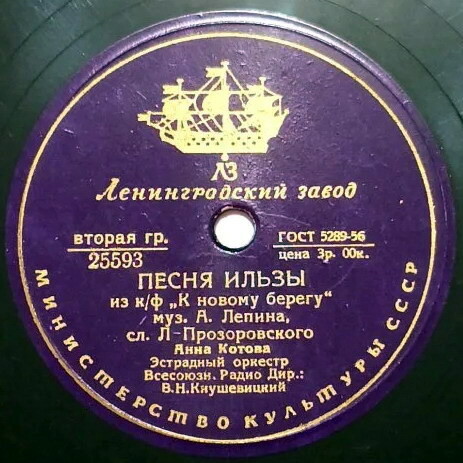 ЛЗ
Ленинградский завод
вторая гр.
25593
ГОСТ 5289-56
цена 3р. 00к.
ПЕСНЯ ИЛЬЗЫ
из к/ф „К новому берегу“
муз. А. Лепина,
сл. Л-Прозоровского
Анна Котова
Эстрадный оркестр
Всесоюзн. Радио Дир.:
В.Н.Кнушевицкий
МИНИСТЕРСТВО КУЛЬТУРЫ СССР